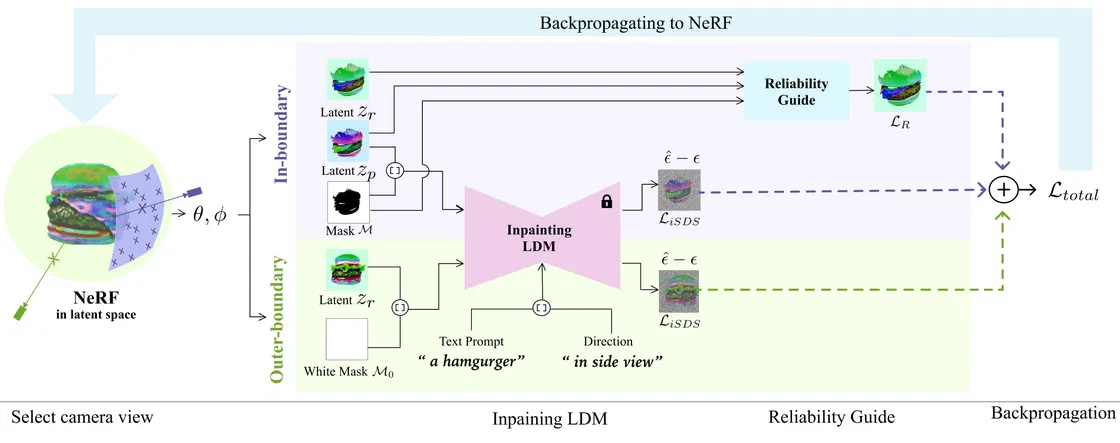 Backpropagating to NeRF
In-boundary
Latent z_r
Latent z_p
[ ]
Mask ℳ
Reliability
Guide
ℒ_R
ε̂ − ϵ
ℒ_iSDS
θ, ϕ
NeRF
in latent space
Inpainting
LDM
+
ℒ_total
Outer-boundary
Latent z_r
[ ]
White Mask ℳ_0
ε̂ − ϵ
ℒ_iSDS
[ ]
Text Prompt
“ a hamgurger”
Direction
“ in side view”
Select camera view
Inpaining LDM
Reliability Guide
Backpropagation